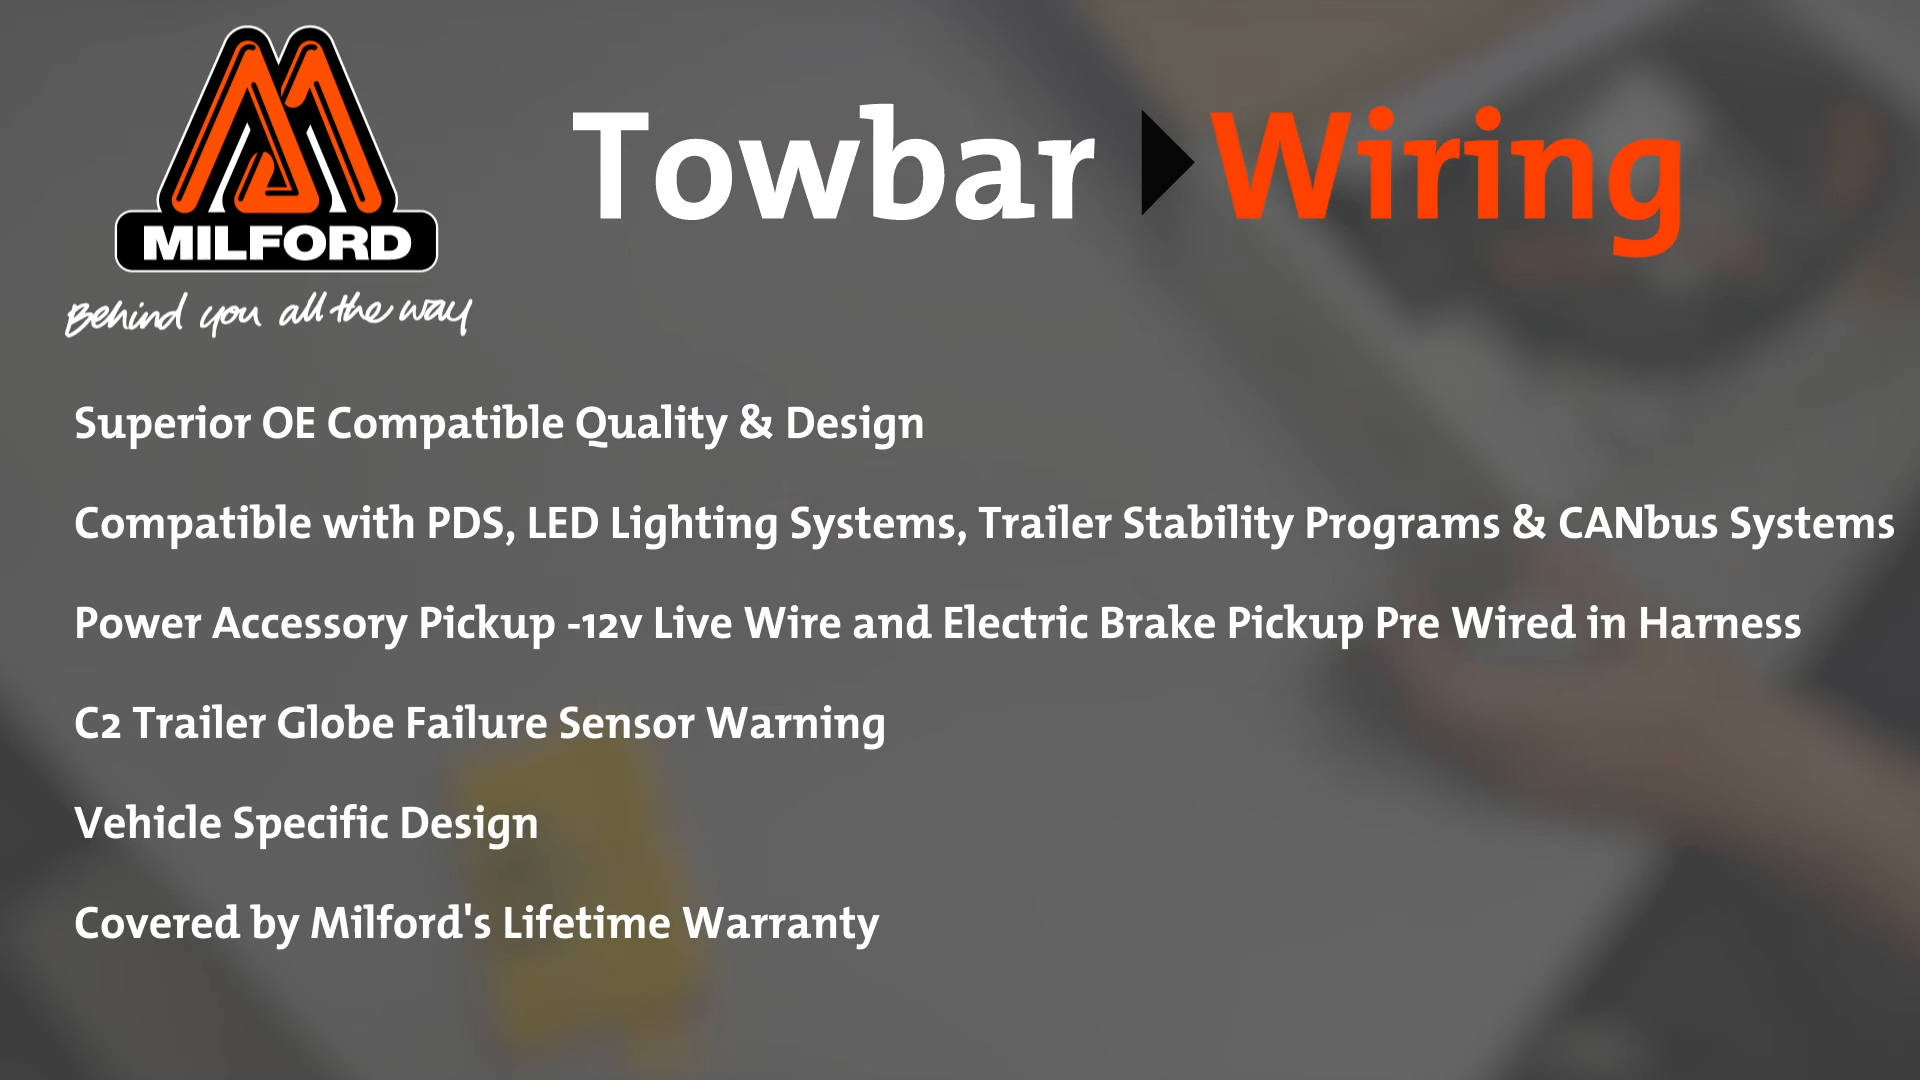 MILFORD
Behind you all the way
Towbar Wiring
Superior OE Compatible Quality & Design
Compatible with PDS, LED Lighting Systems, Trailer Stability Programs & CANbus Systems
Power Accessory Pickup -12v Live Wire and Electric Brake Pickup Pre Wired in Harness
C2 Trailer Globe Failure Sensor Warning
Vehicle Specific Design
Covered by Milford's Lifetime Warranty